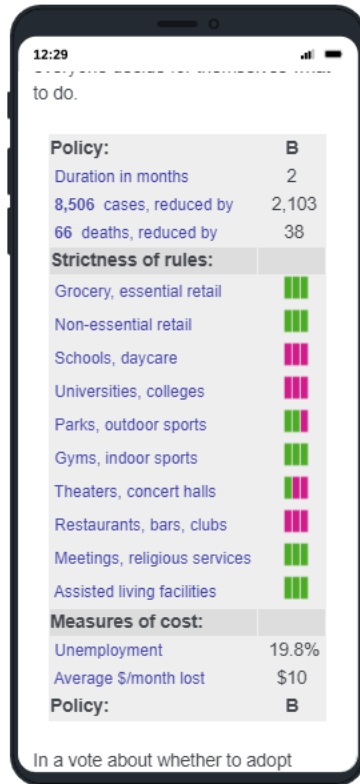 12:29
to do.
Policy: B
Duration in months 2
8,506 cases, reduced by 2,103
66 deaths, reduced by 38
Strictness of rules:
Grocery, essential retail
Non-essential retail
Schools, daycare
Universities, colleges
Parks, outdoor sports
Gyms, indoor sports
Theaters, concert halls
Restaurants, bars, clubs
Meetings, religious services
Assisted living facilities
Measures of cost:
Unemployment 19.8%
Average $/month lost $10
Policy: B
In a vote about whether to adopt